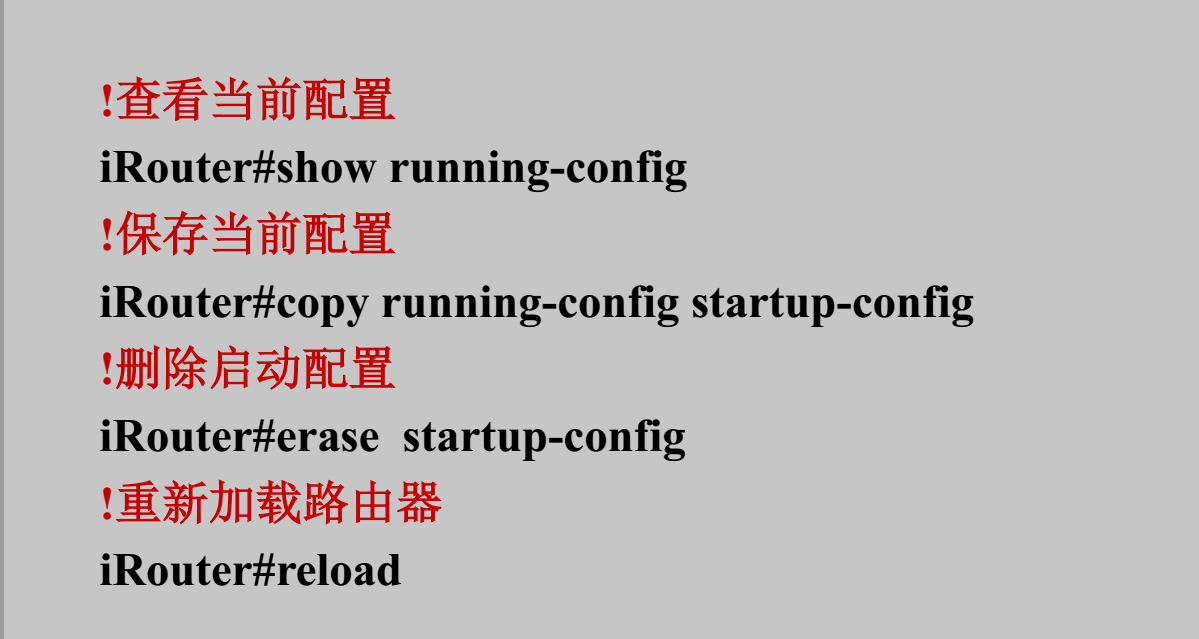 !查看当前配置
iRouter#show running-config
!保存当前配置
iRouter#copy running-config startup-config
!删除启动配置
iRouter#erase  startup-config
!重新加载路由器
iRouter#reload